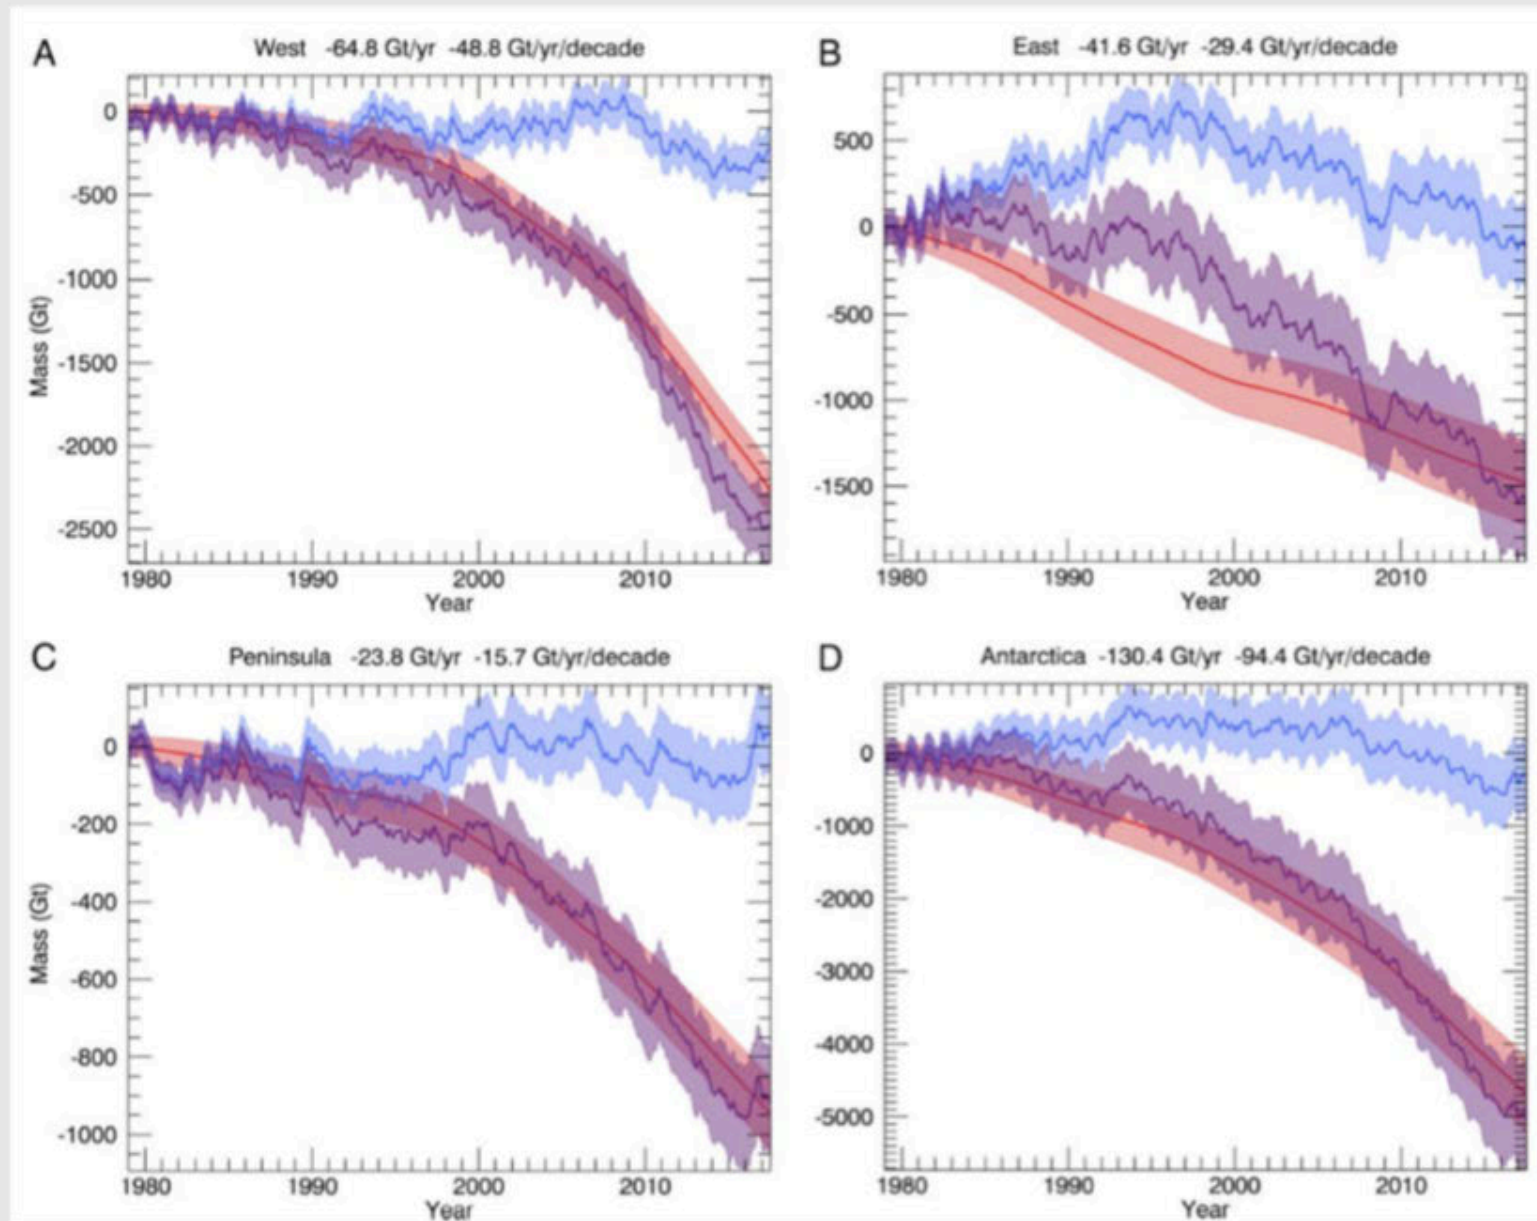 A
West -64.8 Gt/yr -48.8 Gt/yr/decade
0
-500
-1000
-1500
-2000
-2500
Mass (Gt)
1980 1990 2000 2010
Year
B
East -41.6 Gt/yr -29.4 Gt/yr/decade
500
0
-500
-1000
-1500
1980 1990 2000 2010
Year
C
Peninsula -23.8 Gt/yr -15.7 Gt/yr/decade
0
-200
-400
-600
-800
-1000
Mass (Gt)
1980 1990 2000 2010
Year
D
Antarctica -130.4 Gt/yr -94.4 Gt/yr/decade
0
-1000
-2000
-3000
-4000
-5000
1980 1990 2000 2010
Year